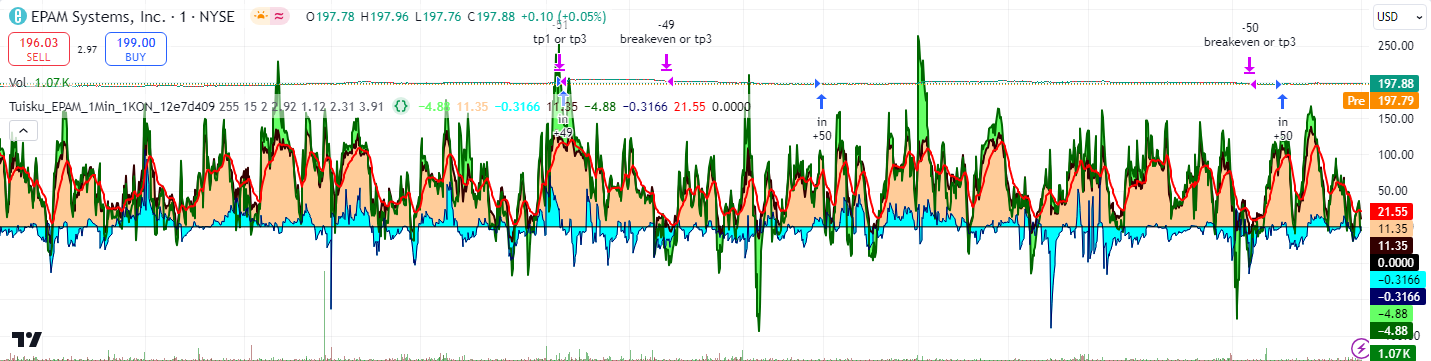 EPAM Systems, Inc. · 1 · NYSE O197.78 H197.96 L197.76 C197.88 +0.10 (+0.05%)
USD
196.03
SELL
2.97
199.00
BUY
-51
tp1 or tp3
-49
breakeven or tp3
-50
breakeven or tp3
250.00
Vol 1.07K
197.88
Pre 197.79
Tuisku_EPAM_1Min_1KON_12e7d409 255 15 2 2.92 1.12 2.31 3.91 −4.88 11.35 −0.3166 11.35 −4.88 −0.3166 21.55 0.0000
in
+49
in
+50
in
+50
150.00
100.00
50.00
21.55
11.35
11.35
0.0000
−0.3166
−0.3166
−4.88
−4.88
1.07K